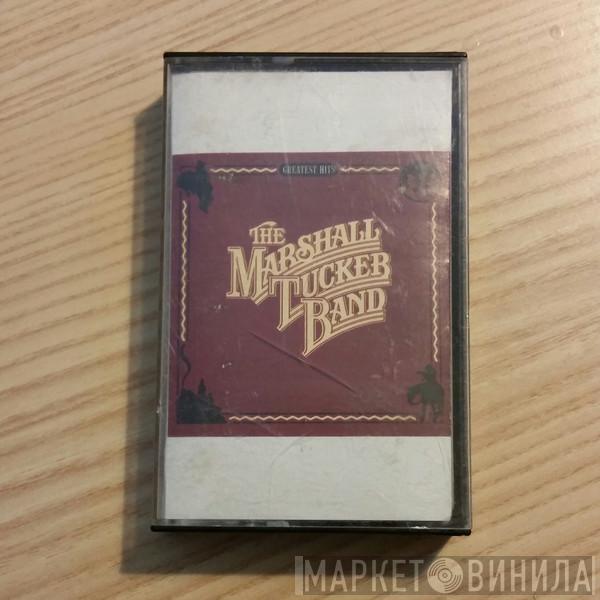 GREATEST HITS
THE
MARSHALL
TUCKER
BAND
МАРКЕТ ВИНИЛА